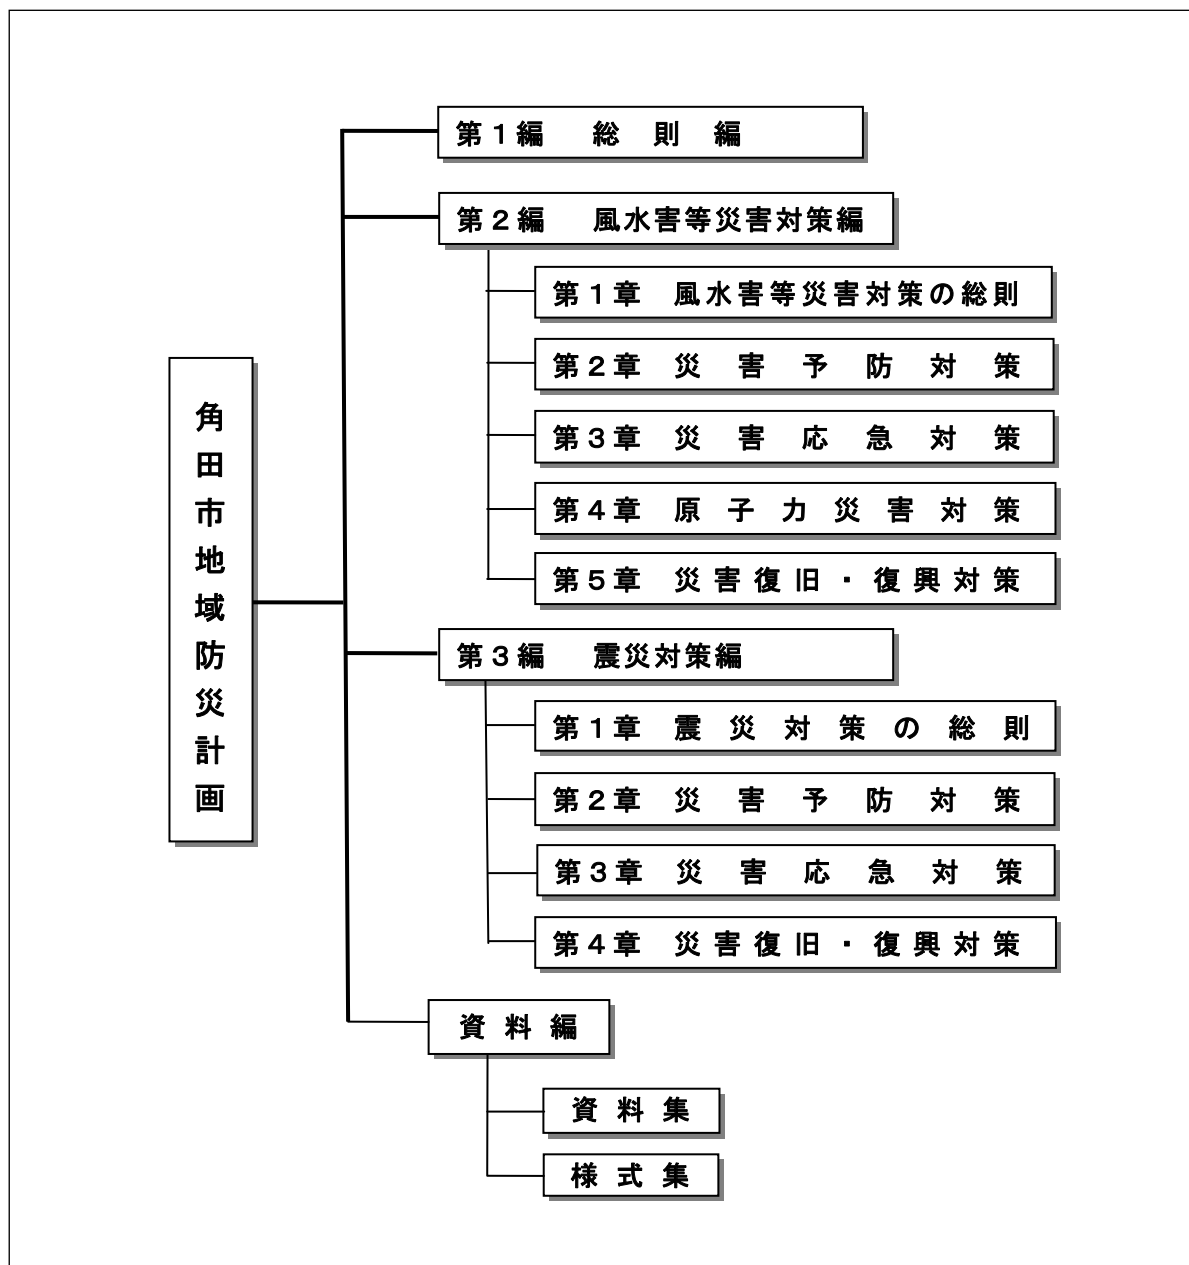 角田市地域防災計画
第1編 総則編
第2編 風水害等災害対策編
第1章 風水害等災害対策の総則
第2章 災害予防対策
第3章 災害応急対策
第4章 原子力災害対策
第5章 災害復旧・復興対策
第3編 震災対策編
第1章 震災対策の総則
第2章 災害予防対策
第3章 災害応急対策
第4章 災害復旧・復興対策
資料編
資料集
様式集